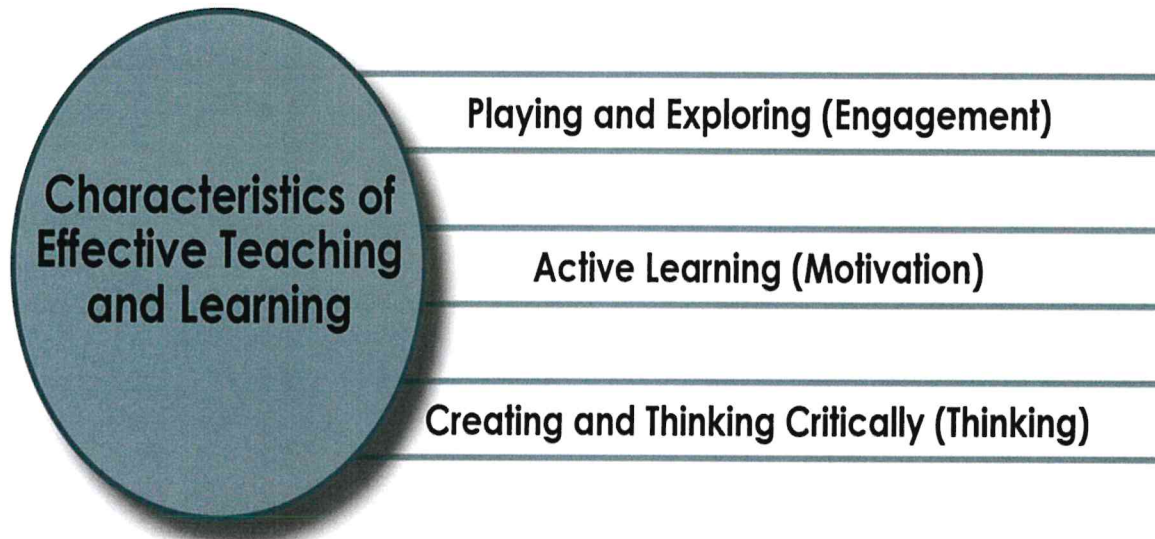 Characteristics of
Effective Teaching
and Learning
Playing and Exploring (Engagement)
Active Learning (Motivation)
Creating and Thinking Critically (Thinking)